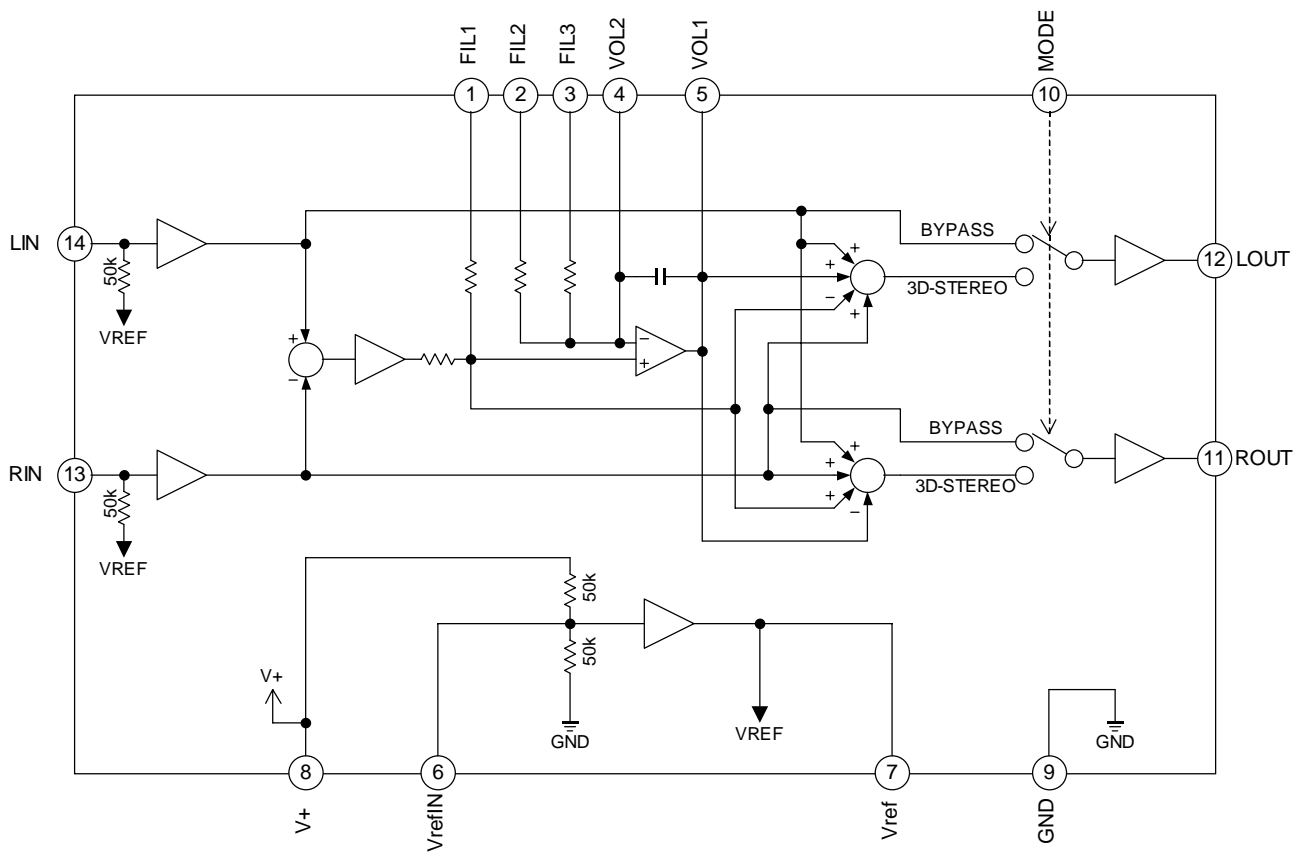 FIL1
FIL2
FIL3
VOL2
VOL1
MODE
1
2
3
4
5
10
LIN
14
50k
VREF
+
+
−
+
BYPASS
3D-STEREO
12
LOUT
+
−
−
+
RIN
13
50k
VREF
+
+
+
−
BYPASS
3D-STEREO
11
ROUT
50k
50k
V+
GND
VREF
GND
8
6
7
9
V+
VrefIN
Vref
GND